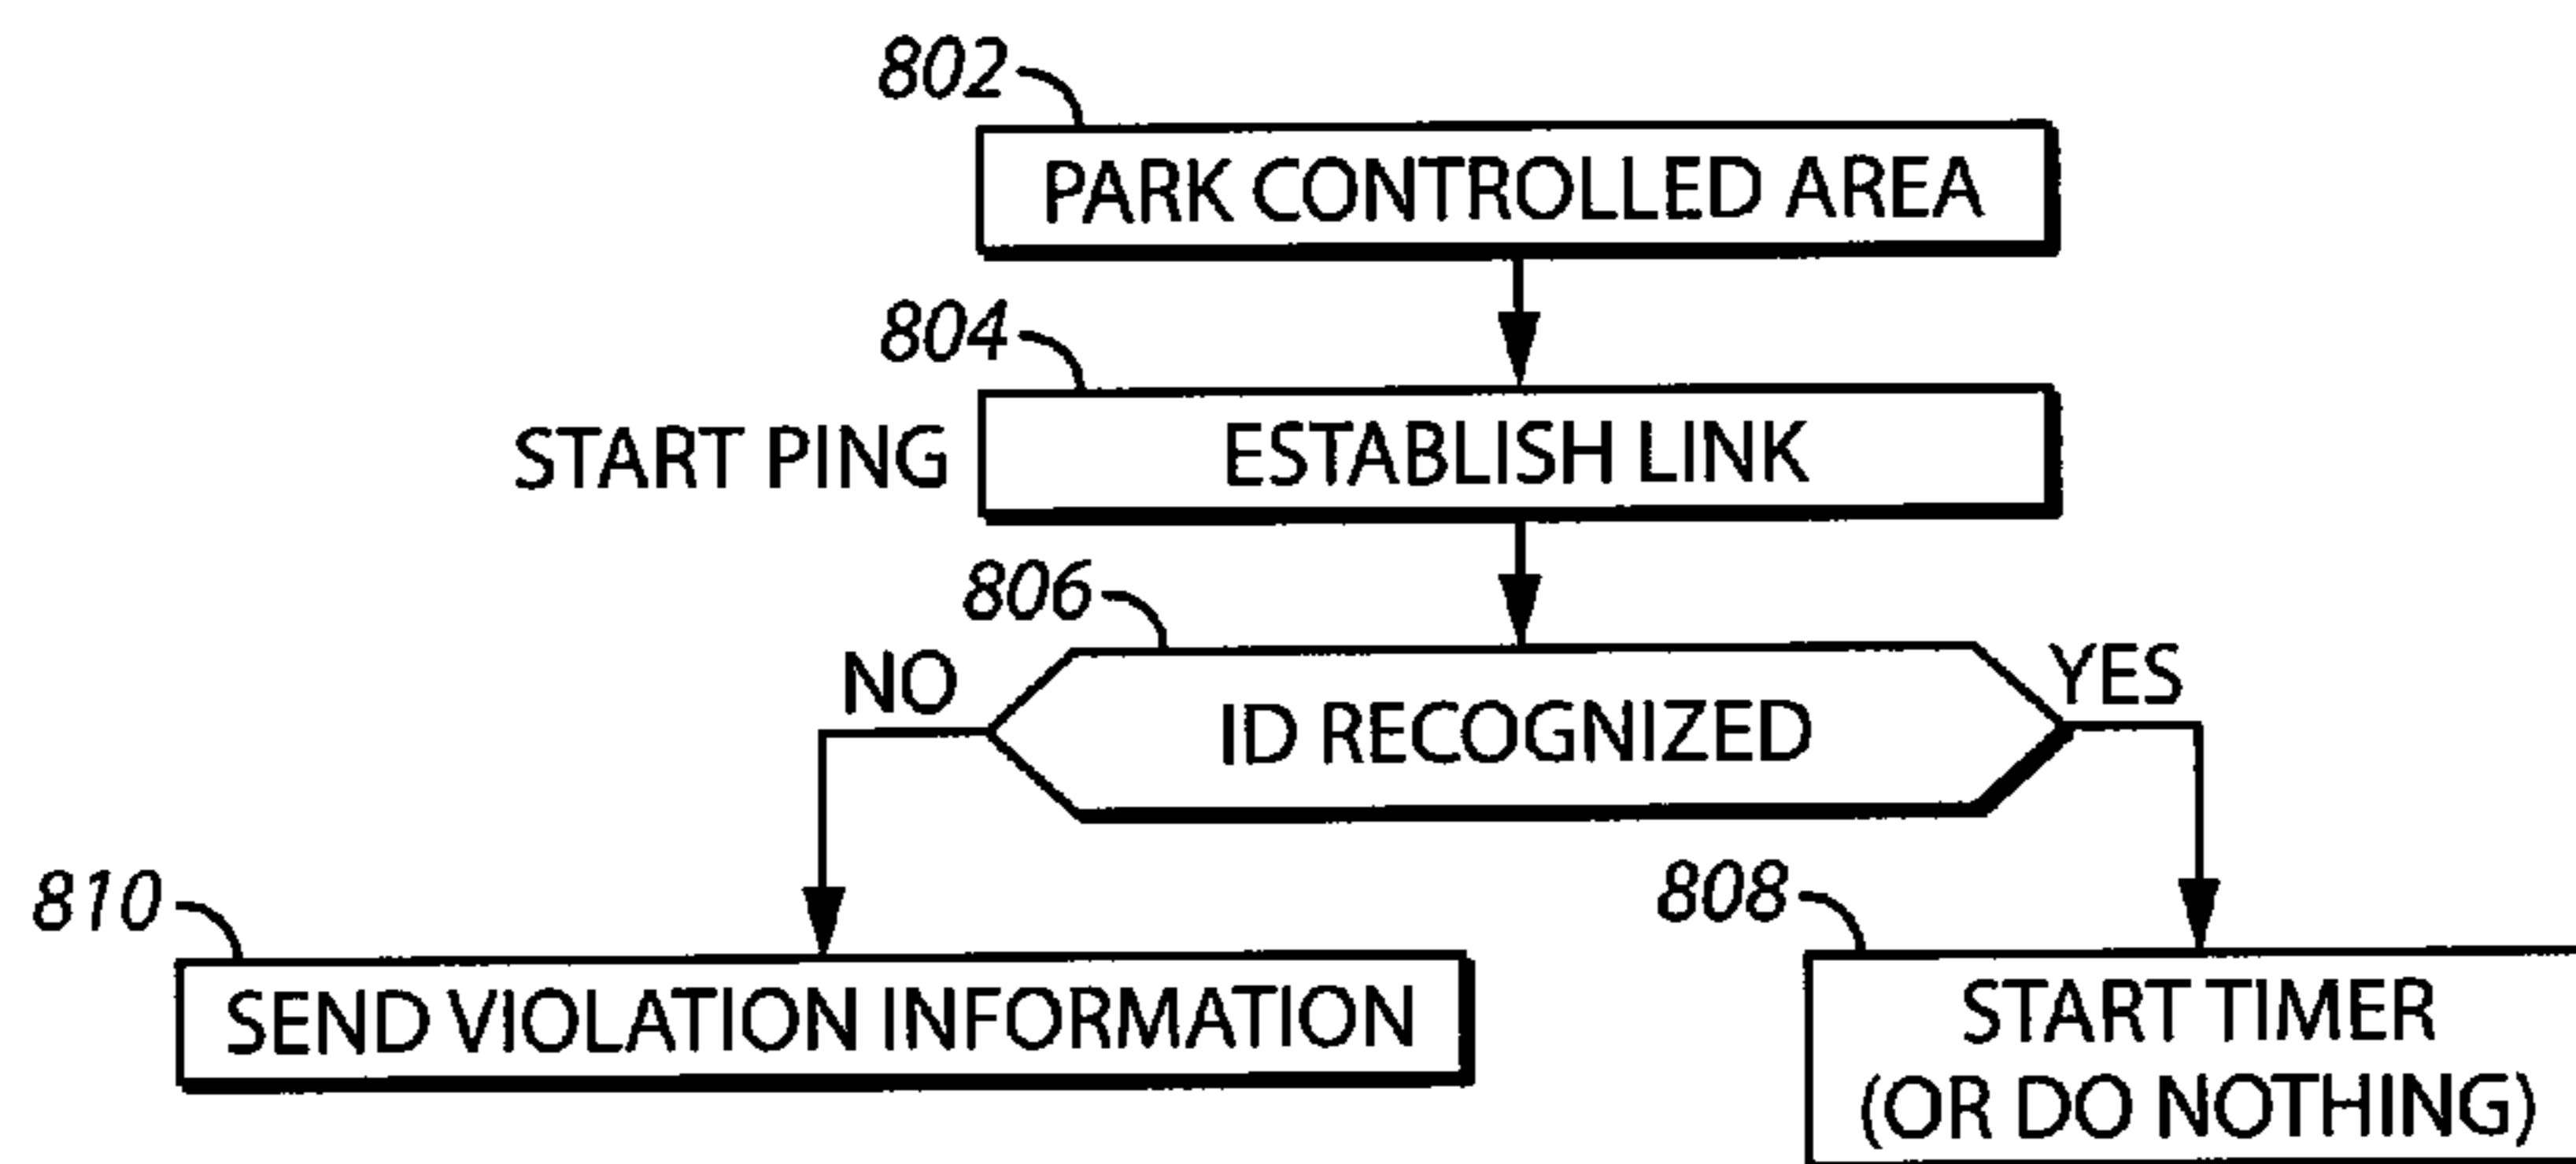 802
PARK CONTROLLED AREA
804
START PING
ESTABLISH LINK
806
NO
ID RECOGNIZED
YES
810
SEND VIOLATION INFORMATION
808
START TIMER
(OR DO NOTHING)